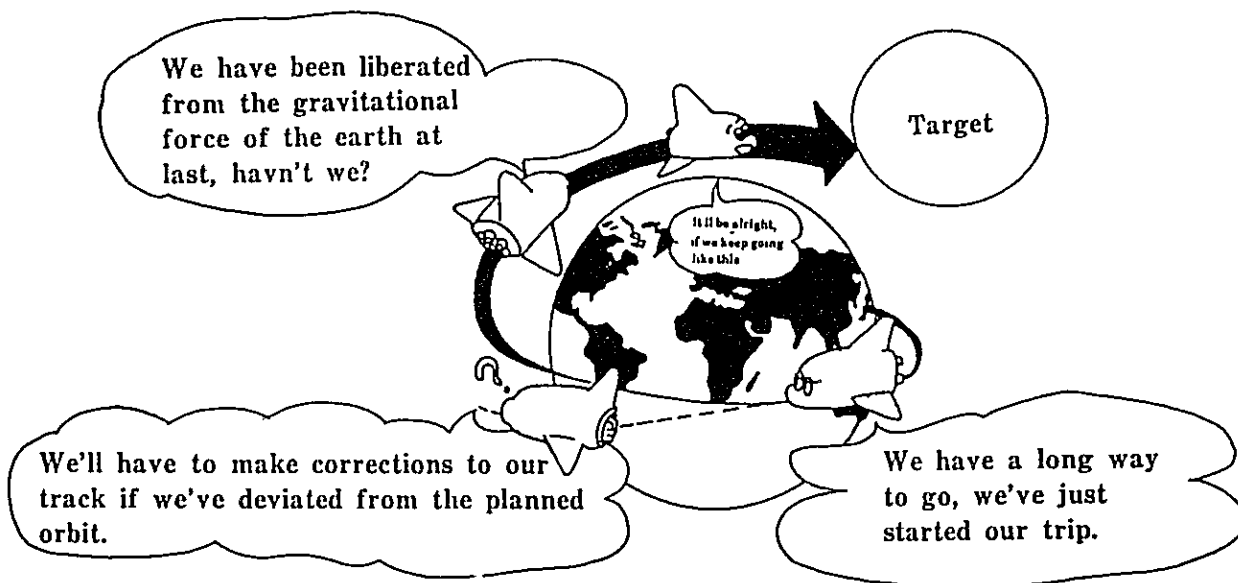 We have been liberated
from the gravitational
force of the earth at
last, havn't we?
Target
It'll be alright,
if we keep going
like this
?
We'll have to make corrections to our
track if we've deviated from the planned
orbit.
We have a long way
to go, we've just
started our trip.